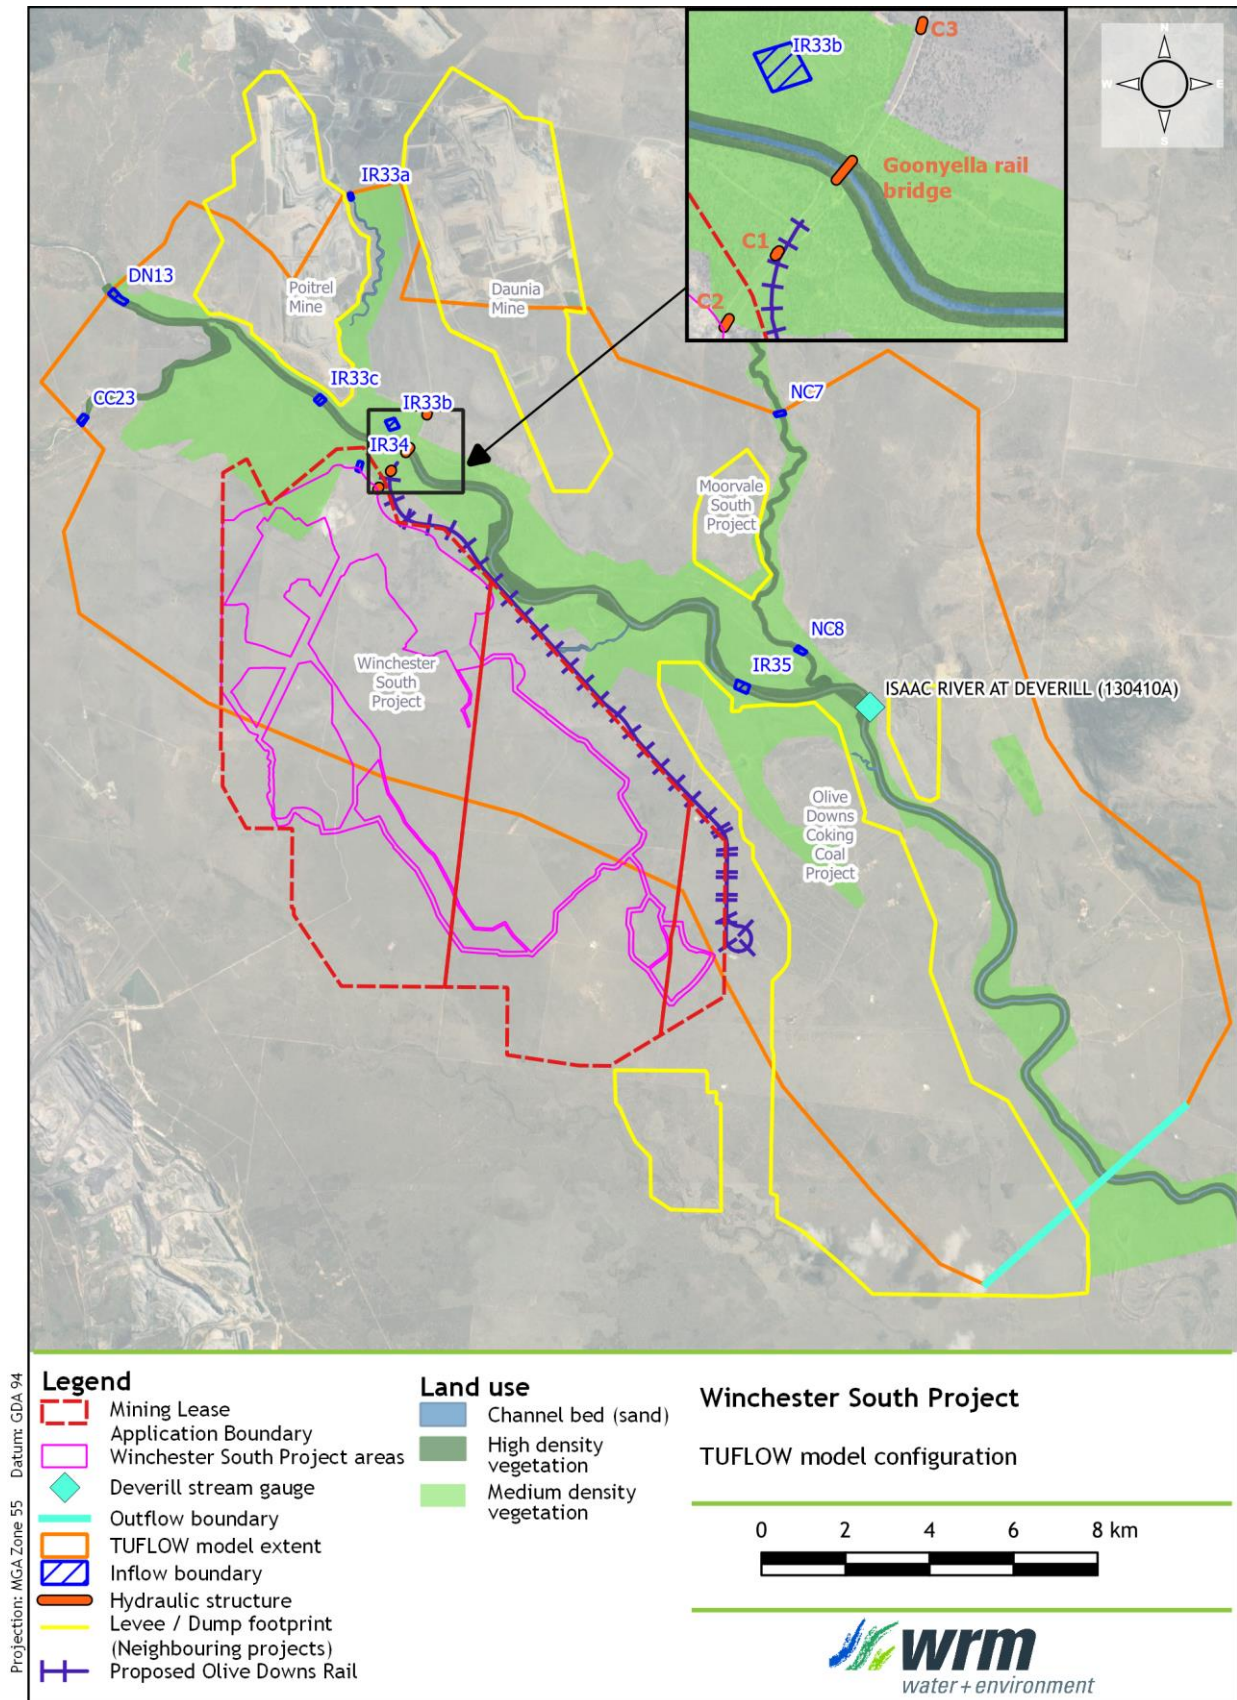 IR33b
C3
Goonyella rail
bridge
C1
C2
N
W
E
S
IR33a
DN13
Poitrel
Mine
Daunia
Mine
IR33c
CC23
IR33b
IR34
NC7
Moorvale
South
Project
NC8
IR35
Winchester
South
Project
ISAAC RIVER AT DEVERILL (130410A)
Olive
Downs
Coking
Coal
Project
Projection: MGA Zone 55 Datum: GDA 94
Legend
Mining Lease
Application Boundary
Winchester South Project areas
Deverill stream gauge
Outflow boundary
TUFLOW model extent
Inflow boundary
Hydraulic structure
Levee / Dump footprint
(Neighbouring projects)
Proposed Olive Downs Rail
Land use
Channel bed (sand)
High density
vegetation
Medium density
vegetation
Winchester South Project
TUFLOW model configuration
0 2 4 6 8 km
wrm
water + environment